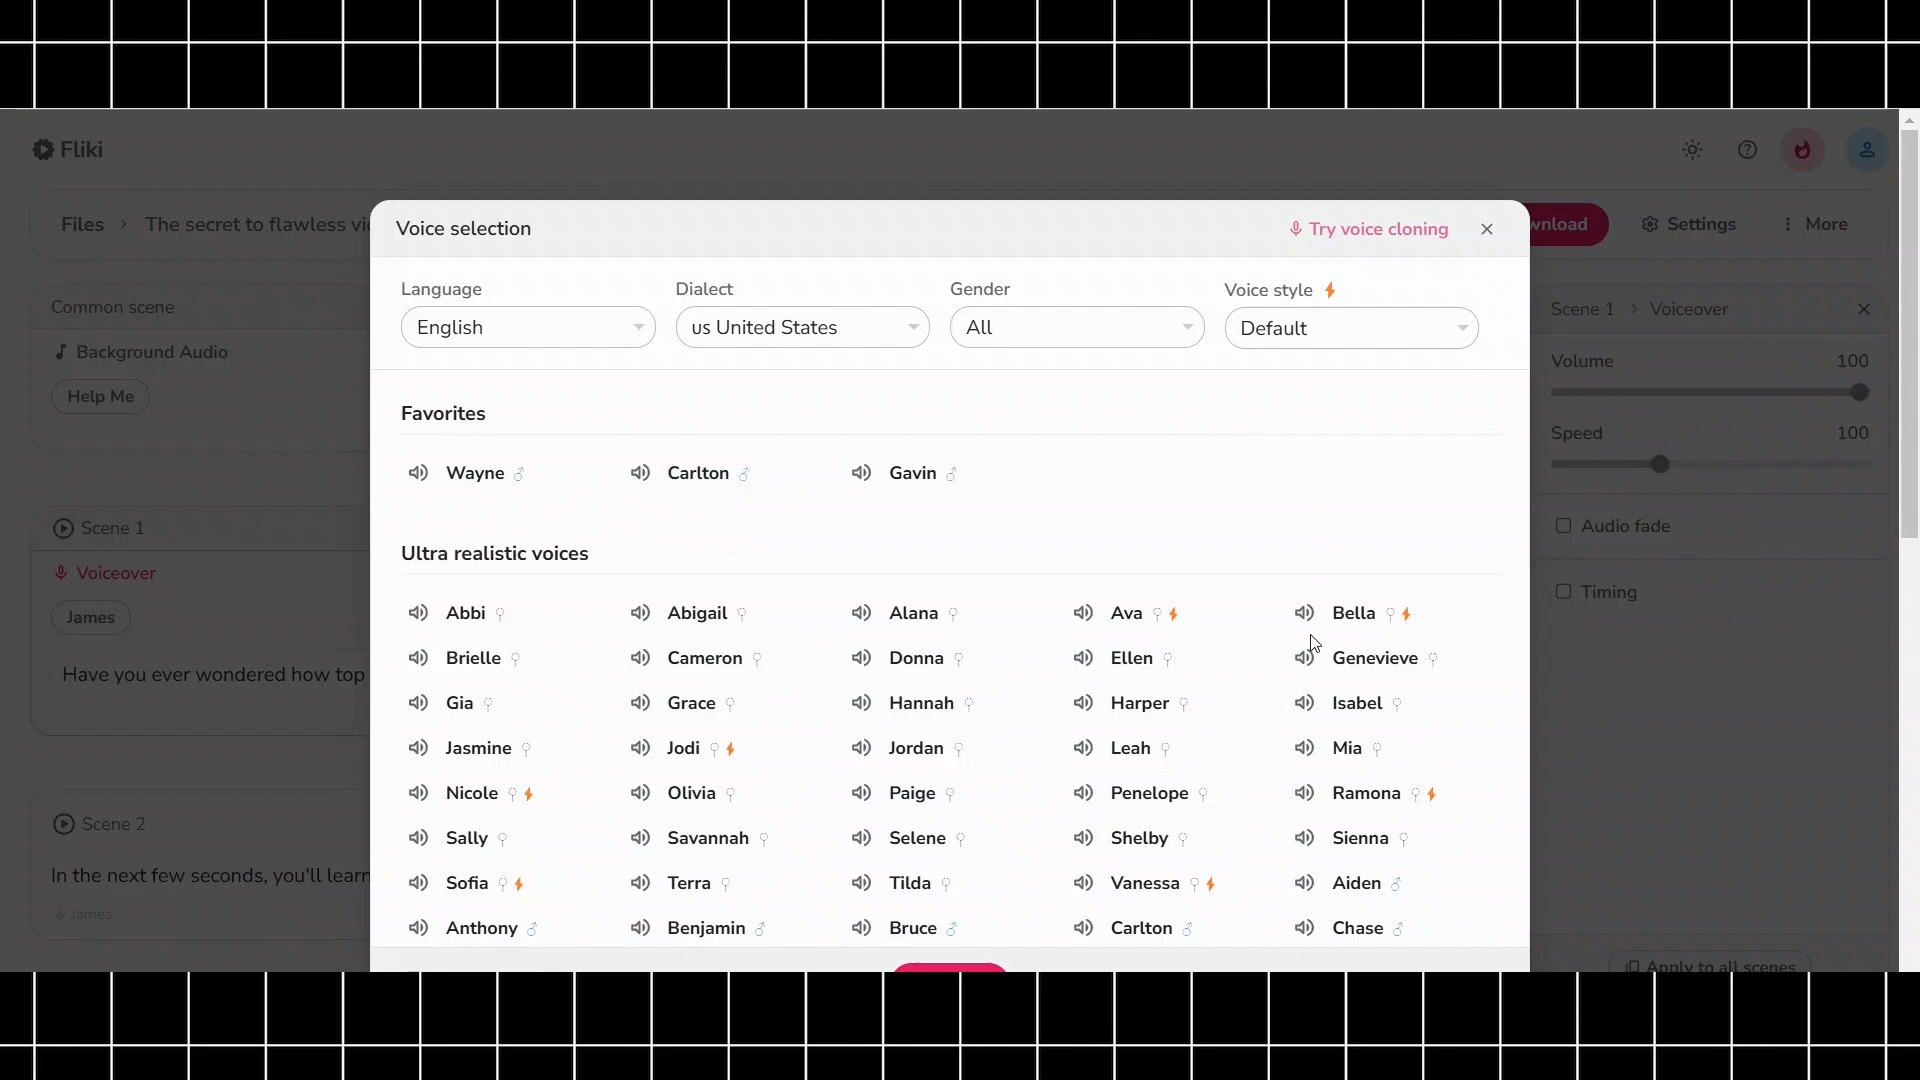 Fliki
Files > The secret to flawless vi
wnload
Settings
More
Voice selection
Try voice cloning
Language
Dialect
Gender
Voice style
English
us United States
All
Default
Common scene
Background Audio
Help Me
Scene 1 > Voiceover
Volume 100
Speed 100
Audio fade
Timing
Favorites
Wayne Carlton Gavin
Scene 1
Voiceover
James
Have you ever wondered how top
Ultra realistic voices
Abbi Abigail Alana Ava Bella
Brielle Cameron Donna Ellen Genevieve
Gia Grace Hannah Harper Isabel
Jasmine Jodi Jordan Leah Mia
Nicole Olivia Paige Penelope Ramona
Sally Savannah Selene Shelby Sienna
Sofia Terra Tilda Vanessa Aiden
Anthony Benjamin Bruce Carlton Chase
Scene 2
In the next few seconds, you'll learn
James
Apply to all scenes